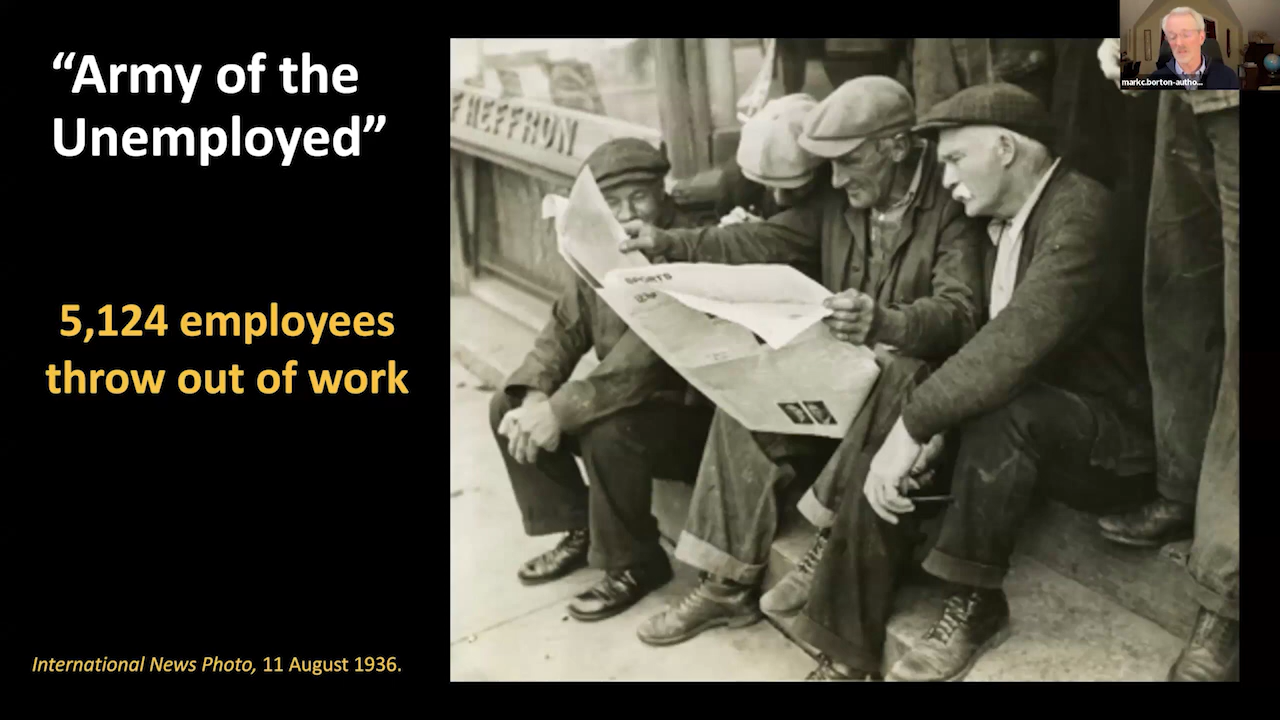 “Army of the
Unemployed”
5,124 employees
throw out of work
International News Photo, 11 August 1936.
HEFFRON
SPORTS
markc.borton-autho...